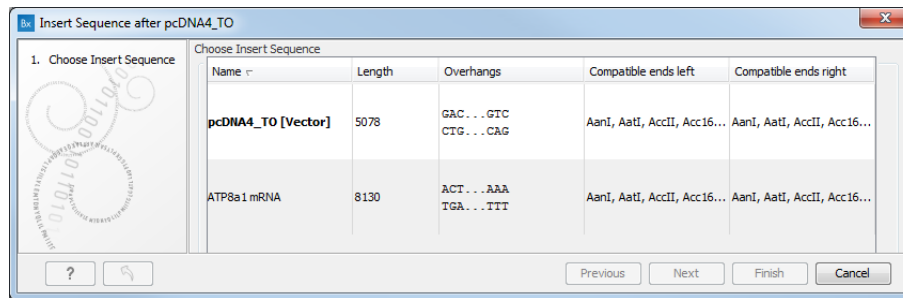 Bx Insert Sequence after pcDNA4_TO
x
1. Choose Insert Sequence
Choose Insert Sequence
Name Length Overhangs Compatible ends left Compatible ends right
pcDNA4_TO [Vector] 5078 GAC...GTC AanI, AatI, AccII, Acc16... AanI, AatI, AccII, Acc16...
CTG...CAG
ATP8a1 mRNA 8130 ACT...AAA AanI, AatI, AccII, Acc16... AanI, AatI, AccII, Acc16...
TGA...TTT
? Previous Next Finish Cancel